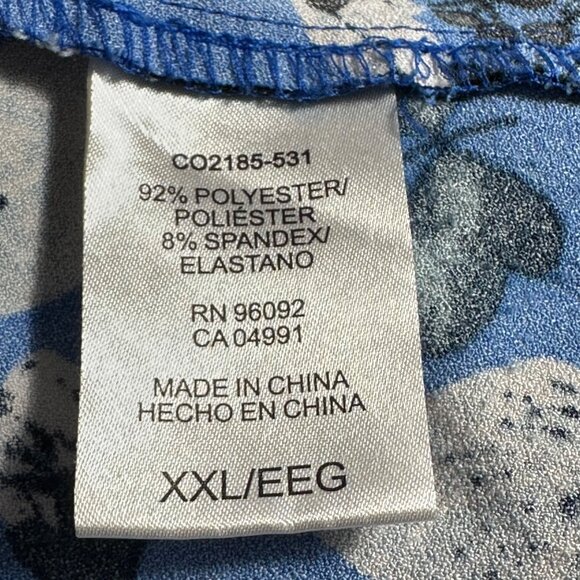 CO2185-531
92% POLYESTER/
POLIÉSTER
8% SPANDEX/
ELASTANO
RN 96092
CA 04991
MADE IN CHINA
HECHO EN CHINA
XXL/EEG